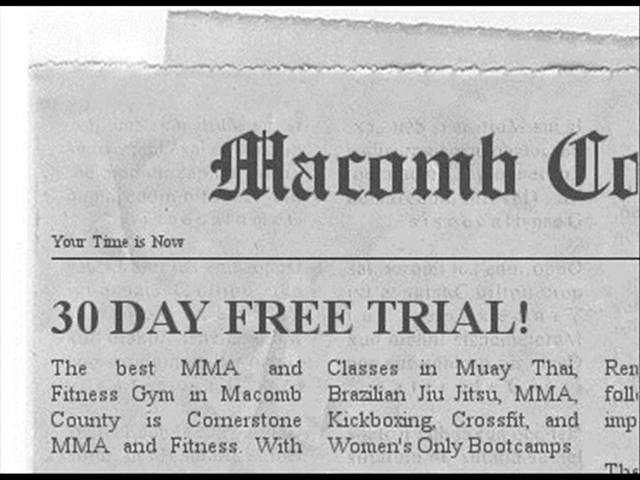 Macomb Co
Your Time is Now
30 DAY FREE TRIAL!
The best MMA and
Fitness Gym in Macomb
County is Cornerstone
MMA and Fitness. With
Classes in Muay Thai,
Brazilian Jiu Jitsu, MMA,
Kickboxing, Crossfit, and
Women's Only Bootcamps
Ren
foll
imp
The